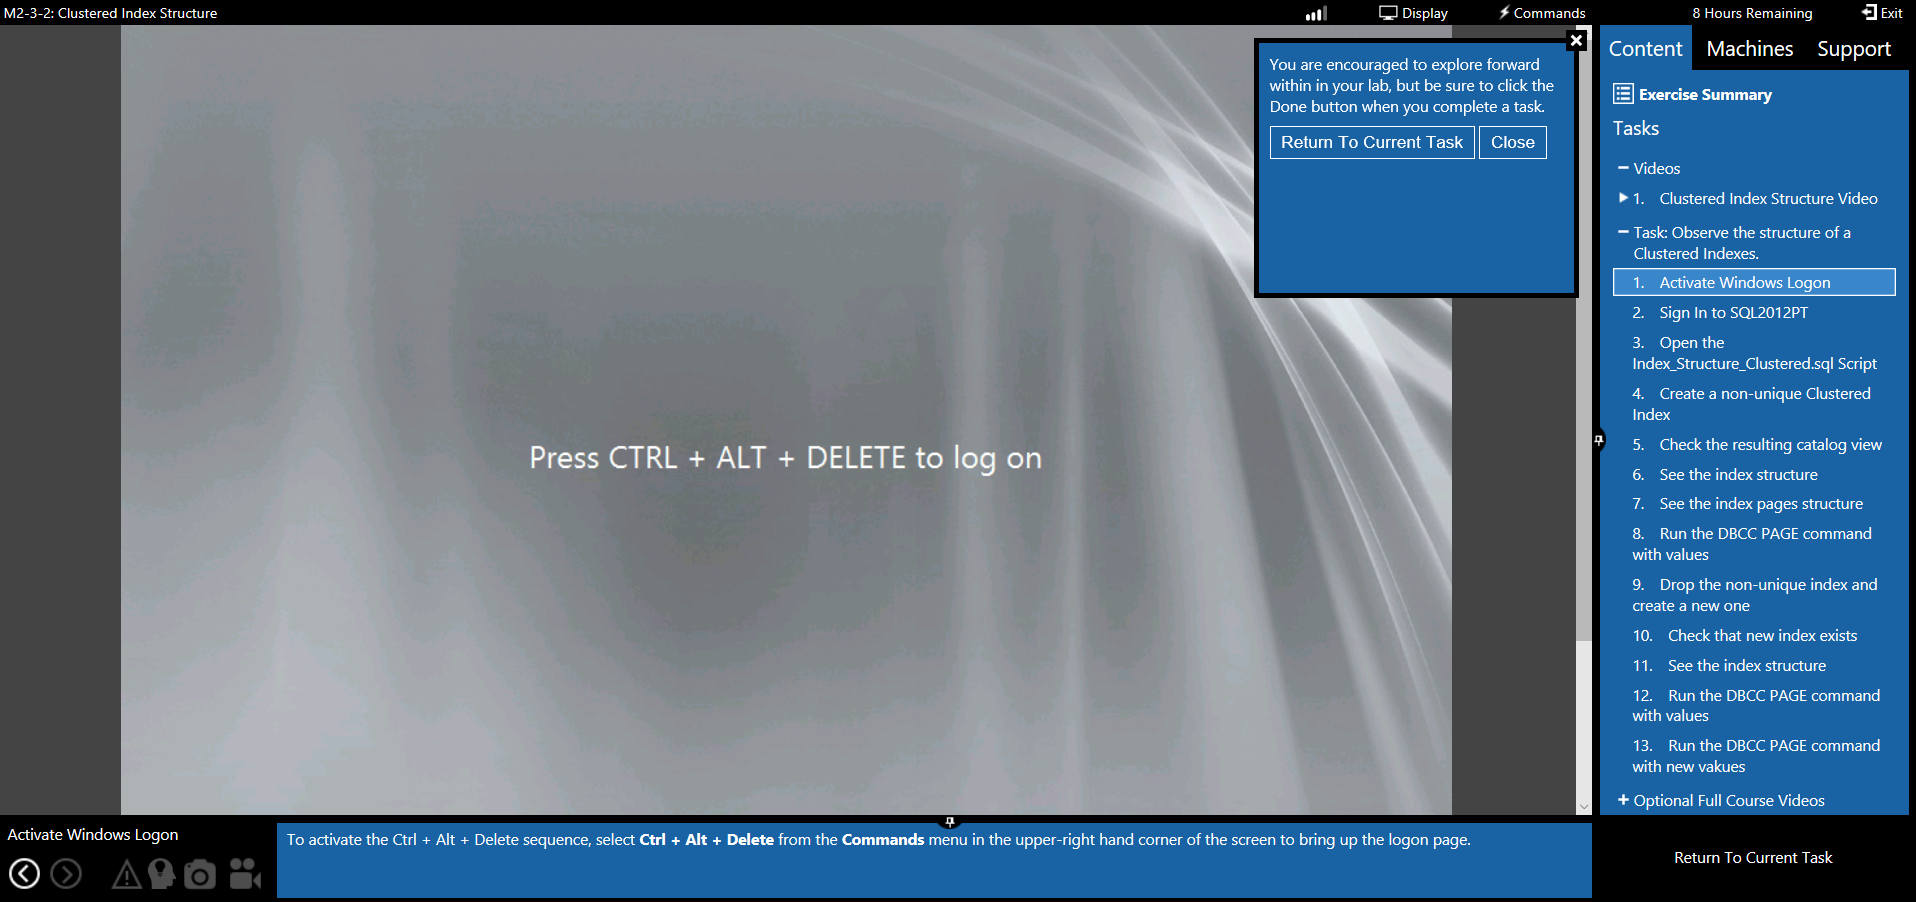 M2-3-2: Clustered Index Structure
Display
Commands
8 Hours Remaining
Exit
You are encouraged to explore forward
within in your lab, but be sure to click the
Done button when you complete a task.
Return To Current Task
Close
Press CTRL + ALT + DELETE to log on
Content
Machines
Support
Exercise Summary
Tasks
Videos
1. Clustered Index Structure Video
Task: Observe the structure of a
Clustered Indexes.
1. Activate Windows Logon
2. Sign In to SQL2012PT
3. Open the
Index_Structure_Clustered.sql Script
4. Create a non-unique Clustered
Index
5. Check the resulting catalog view
6. See the index structure
7. See the index pages structure
8. Run the DBCC PAGE command
with values
9. Drop the non-unique index and
create a new one
10. Check that new index exists
11. See the index structure
12. Run the DBCC PAGE command
with values
13. Run the DBCC PAGE command
with new vakues
+ Optional Full Course Videos
Activate Windows Logon
To activate the Ctrl + Alt + Delete sequence, select Ctrl + Alt + Delete from the Commands menu in the upper-right hand corner of the screen to bring up the logon page.
Return To Current Task